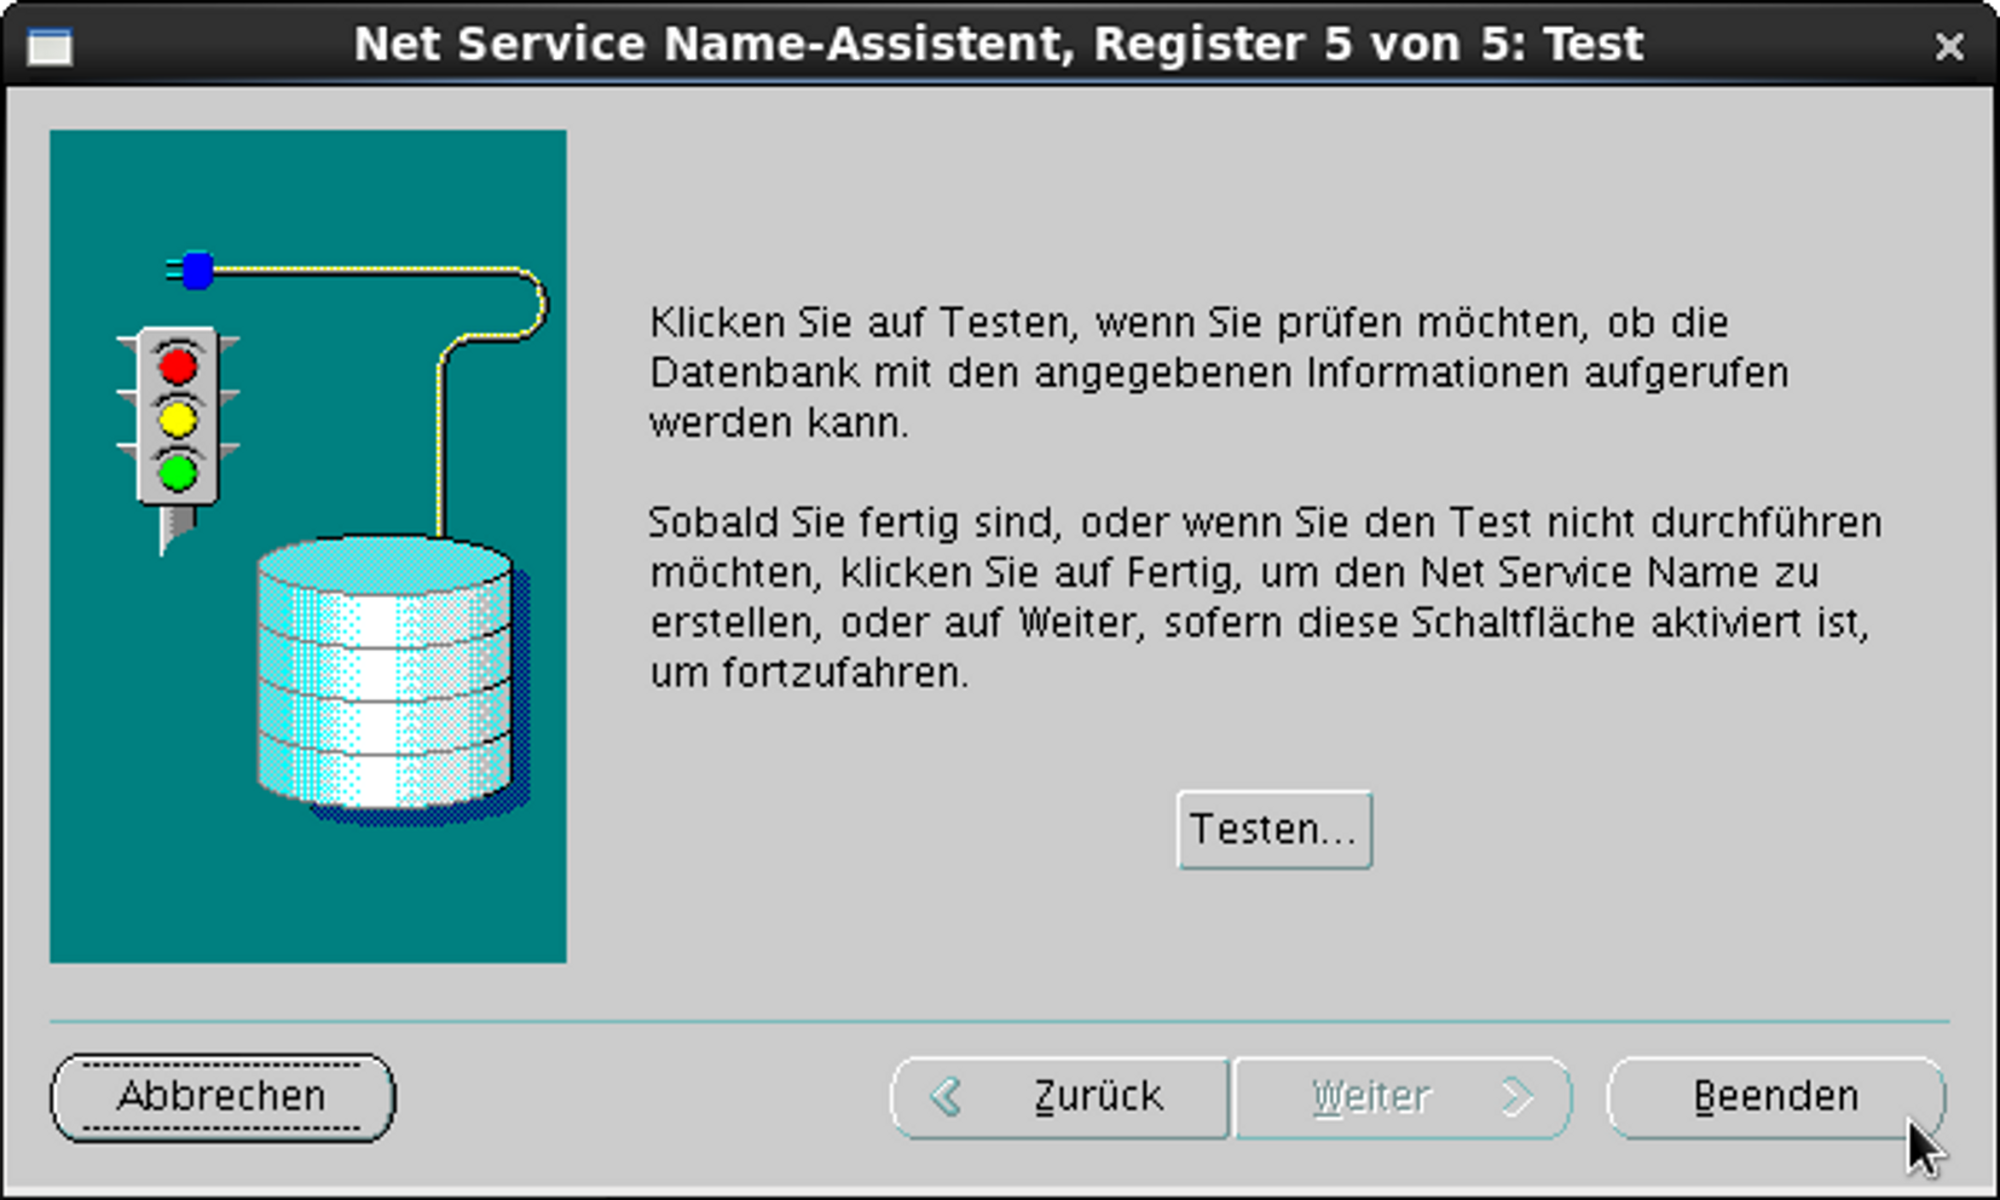 Net Service Name-Assistent, Register 5 von 5: Test
Klicken Sie auf Testen, wenn Sie prüfen möchten, ob die
Datenbank mit den angegebenen Informationen aufgerufen
werden kann.
Sobald Sie fertig sind, oder wenn Sie den Test nicht durchführen
möchten, klicken Sie auf Fertig, um den Net Service Name zu
erstellen, oder auf Weiter, sofern diese Schaltfläche aktiviert ist,
um fortzufahren.
Testen...
Abbrechen
Zurück
Weiter
Beenden